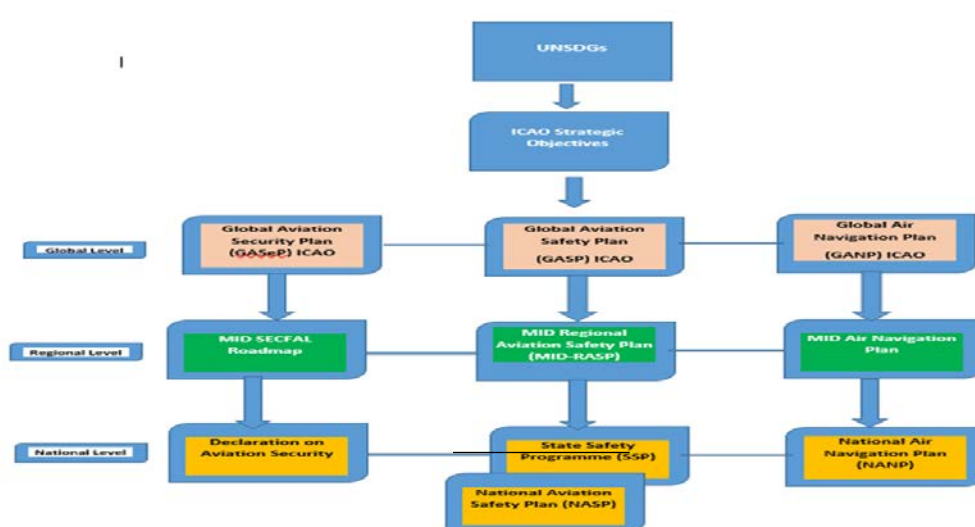 UNSDGs
ICAO Strategic
Objectives
Global Level
Global Aviation
Security Plan
(GASeP) ICAO
Global Aviation
Safety Plan
(GASP) ICAO
Global Air
Navigation Plan
(GANP) ICAO
Regional Level
MID SECFAL
Roadmap
MID Regional
Aviation Safety Plan
(MID-RASP)
MID Air Navigation
Plan
National Level
Declaration on
Aviation Security
State Safety
Programme (SSP)
National Air
Navigation Plan
(NANP)
National Aviation
Safety Plan (NASP)